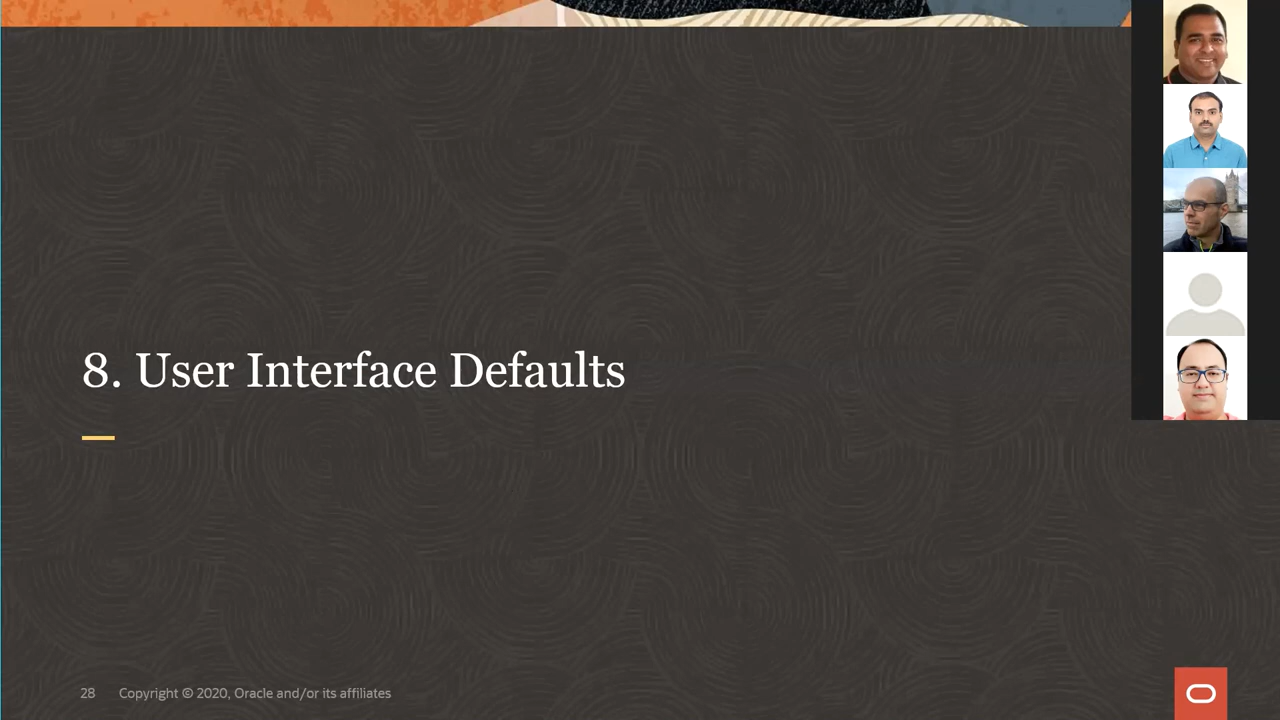 8. User Interface Defaults
28 Copyright © 2020, Oracle and/or its affiliates